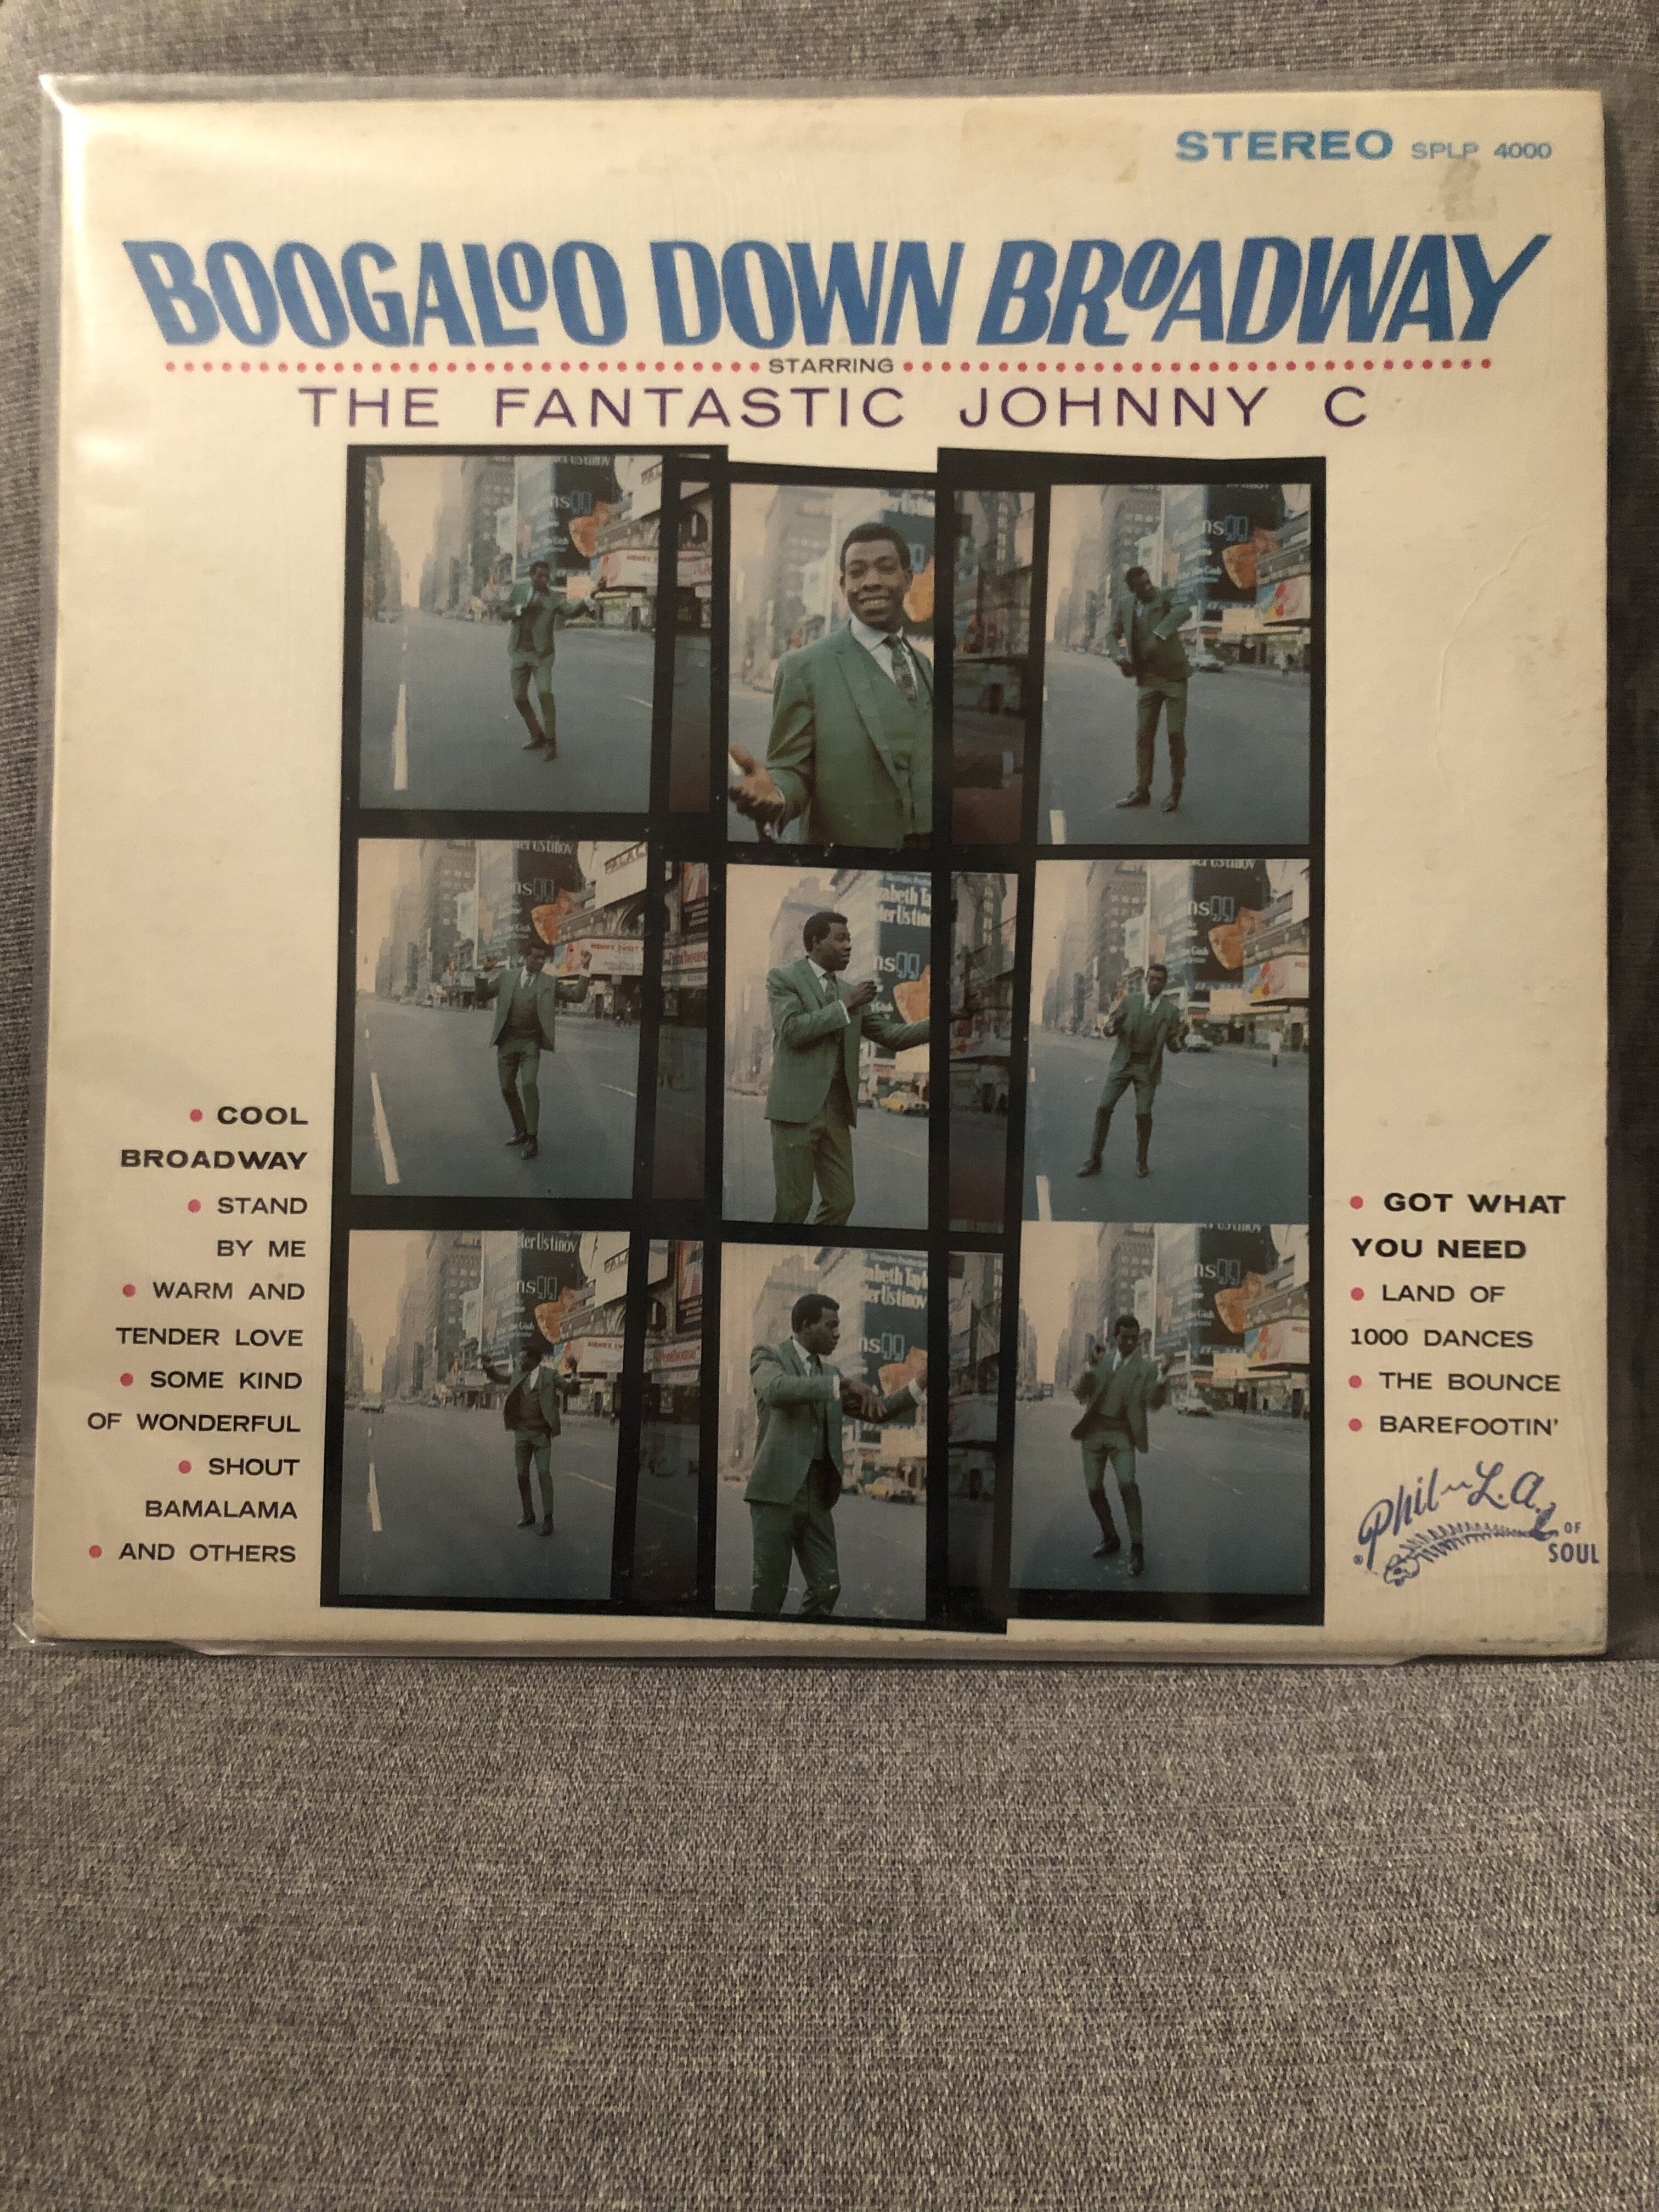 STEREO SPLP 4000
BOOGALOO DOWN BROADWAY
STARRING
THE FANTASTIC JOHNNY C
• COOL
BROADWAY
• STAND
BY ME
• WARM AND
TENDER LOVE
• SOME KIND
OF WONDERFUL
• SHOUT
BAMALAMA
• AND OTHERS
• GOT WHAT
YOU NEED
• LAND OF
1000 DANCES
• THE BOUNCE
• BAREFOOTIN'
Phil-L.A.
OF
SOUL
®